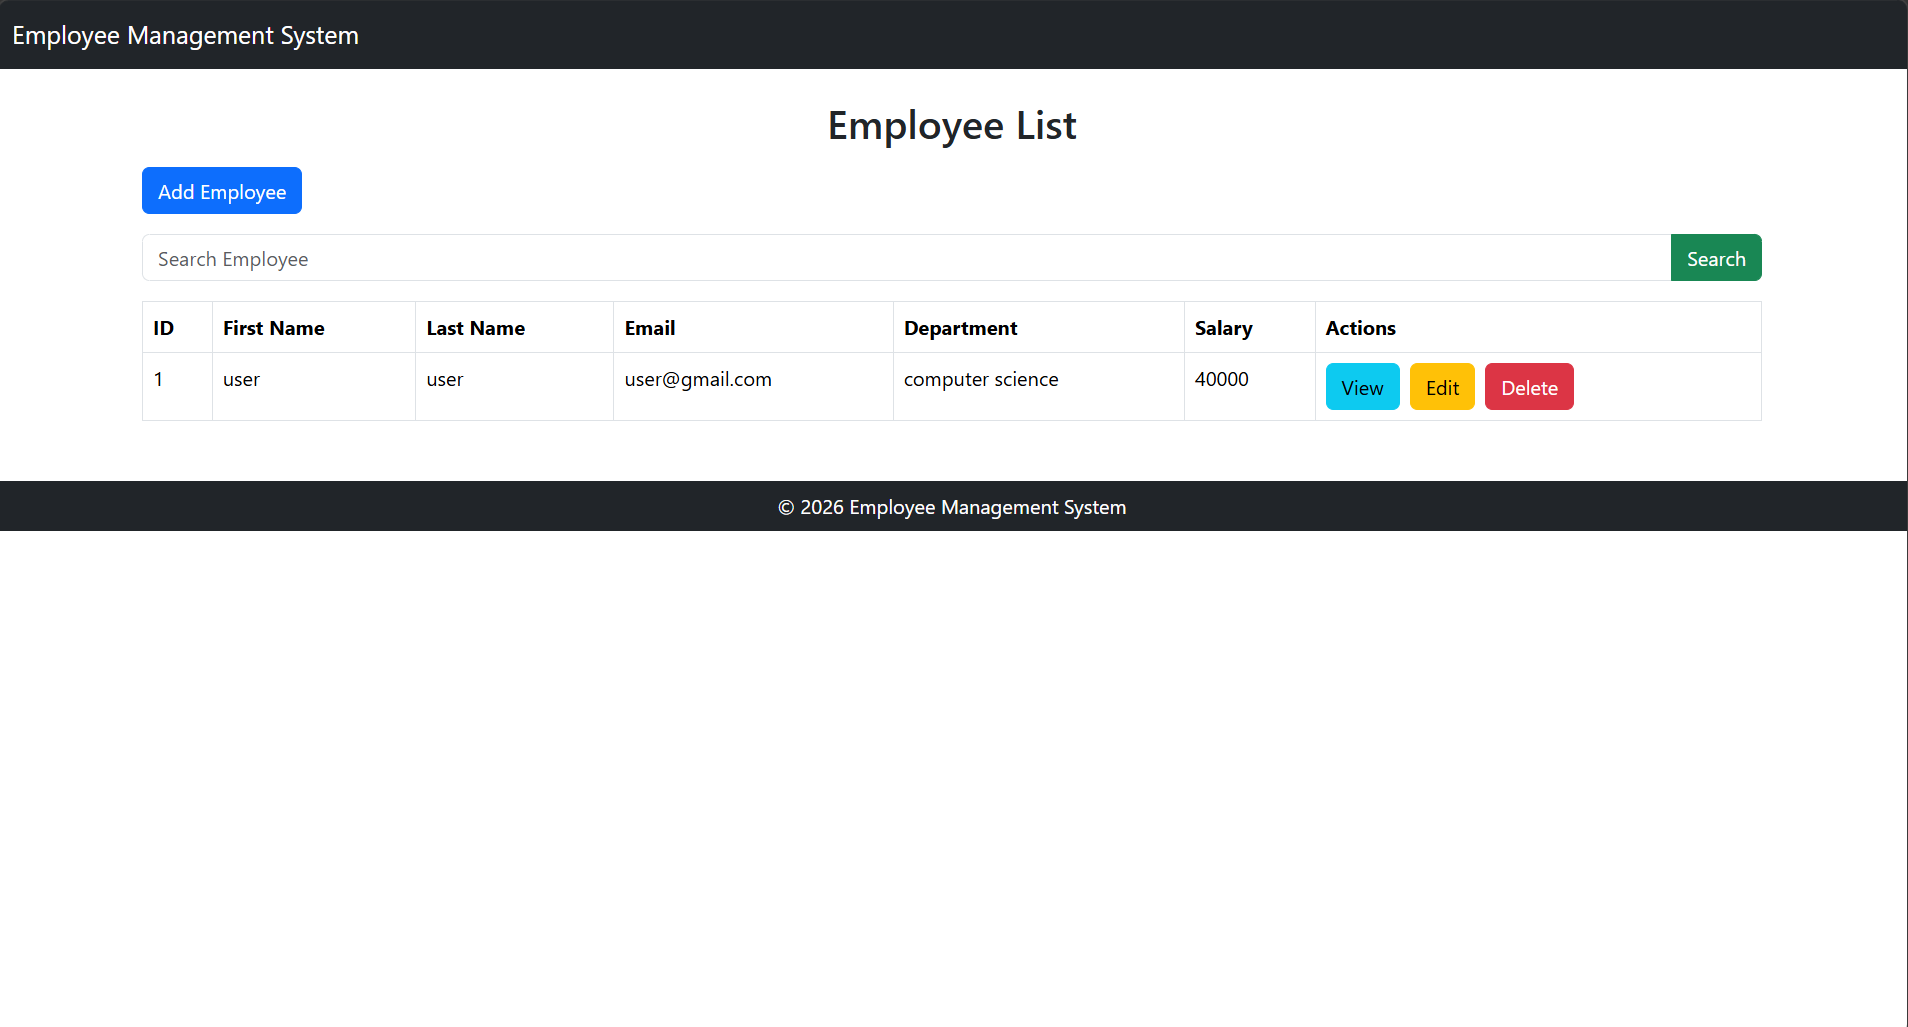 Employee Management System
Employee List
Add Employee
Search Employee Search
ID First Name Last Name Email Department Salary Actions
1 user user user@gmail.com computer science 40000 View Edit Delete
© 2026 Employee Management System